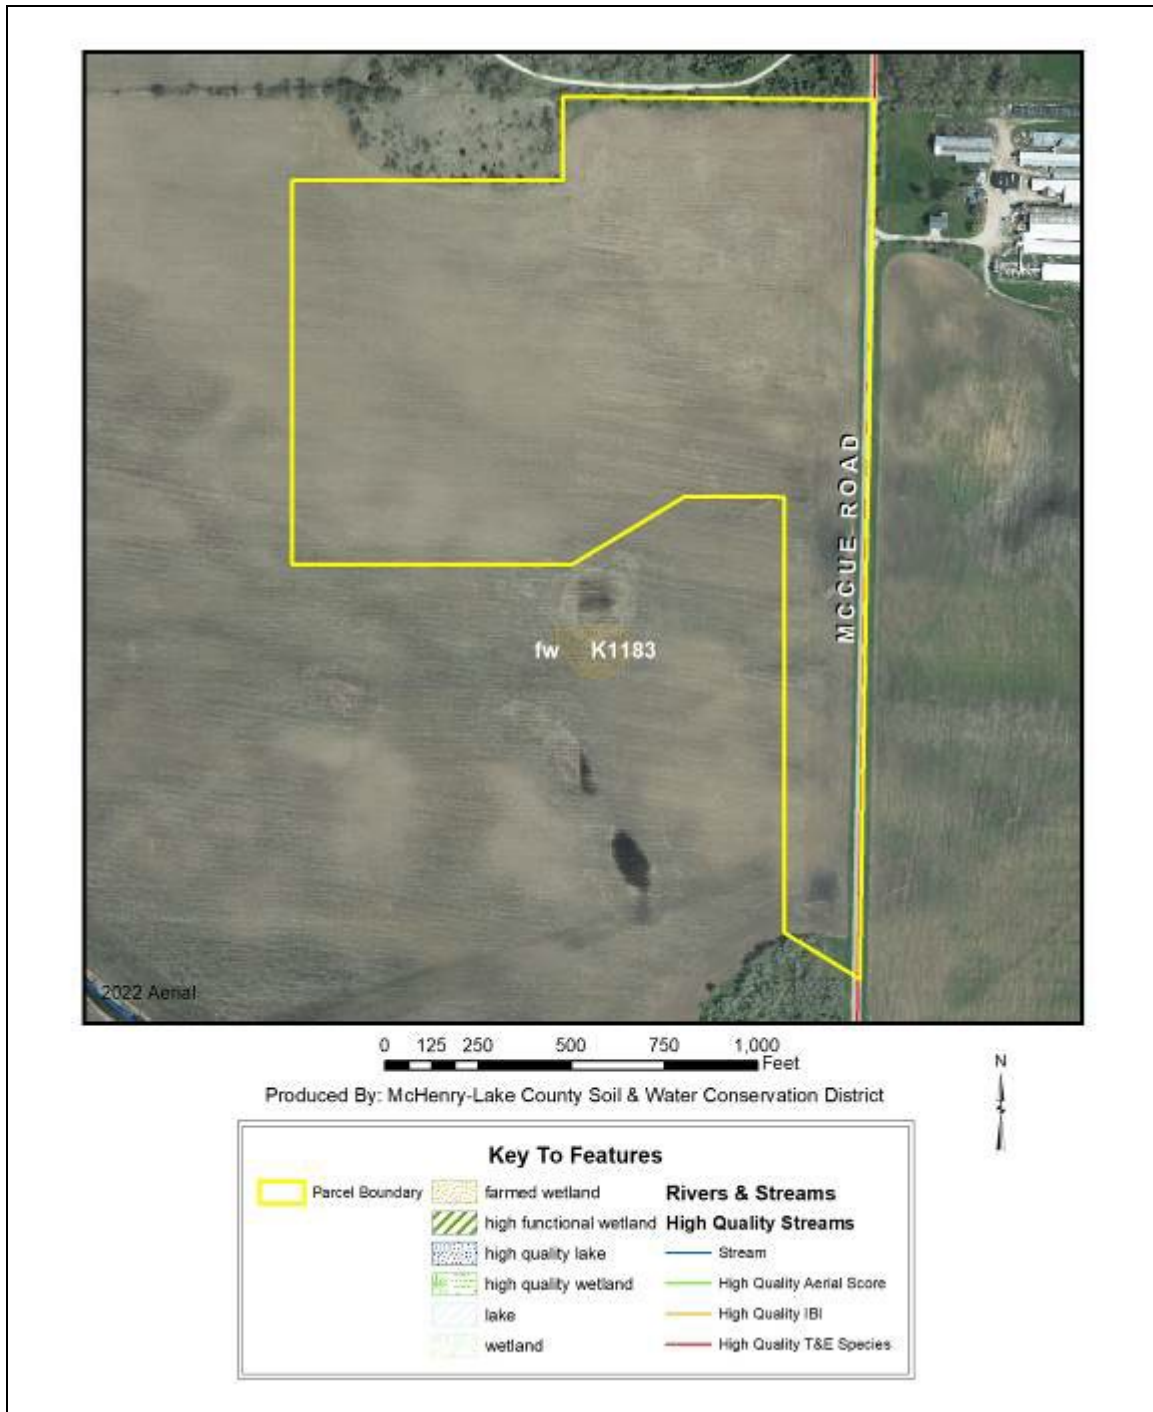 MCCUE ROAD
fw K1183
2022 Aerial
0 125 250 500 750 1,000
Feet
N
Produced By: McHenry-Lake County Soil & Water Conservation District
Key To Features
Parcel Boundary
farmed wetland
high functional wetland
high quality lake
high quality wetland
lake
wetland
Rivers & Streams
High Quality Streams
Stream
High Quality Aerial Score
High Quality IBI
High Quality T&E Species